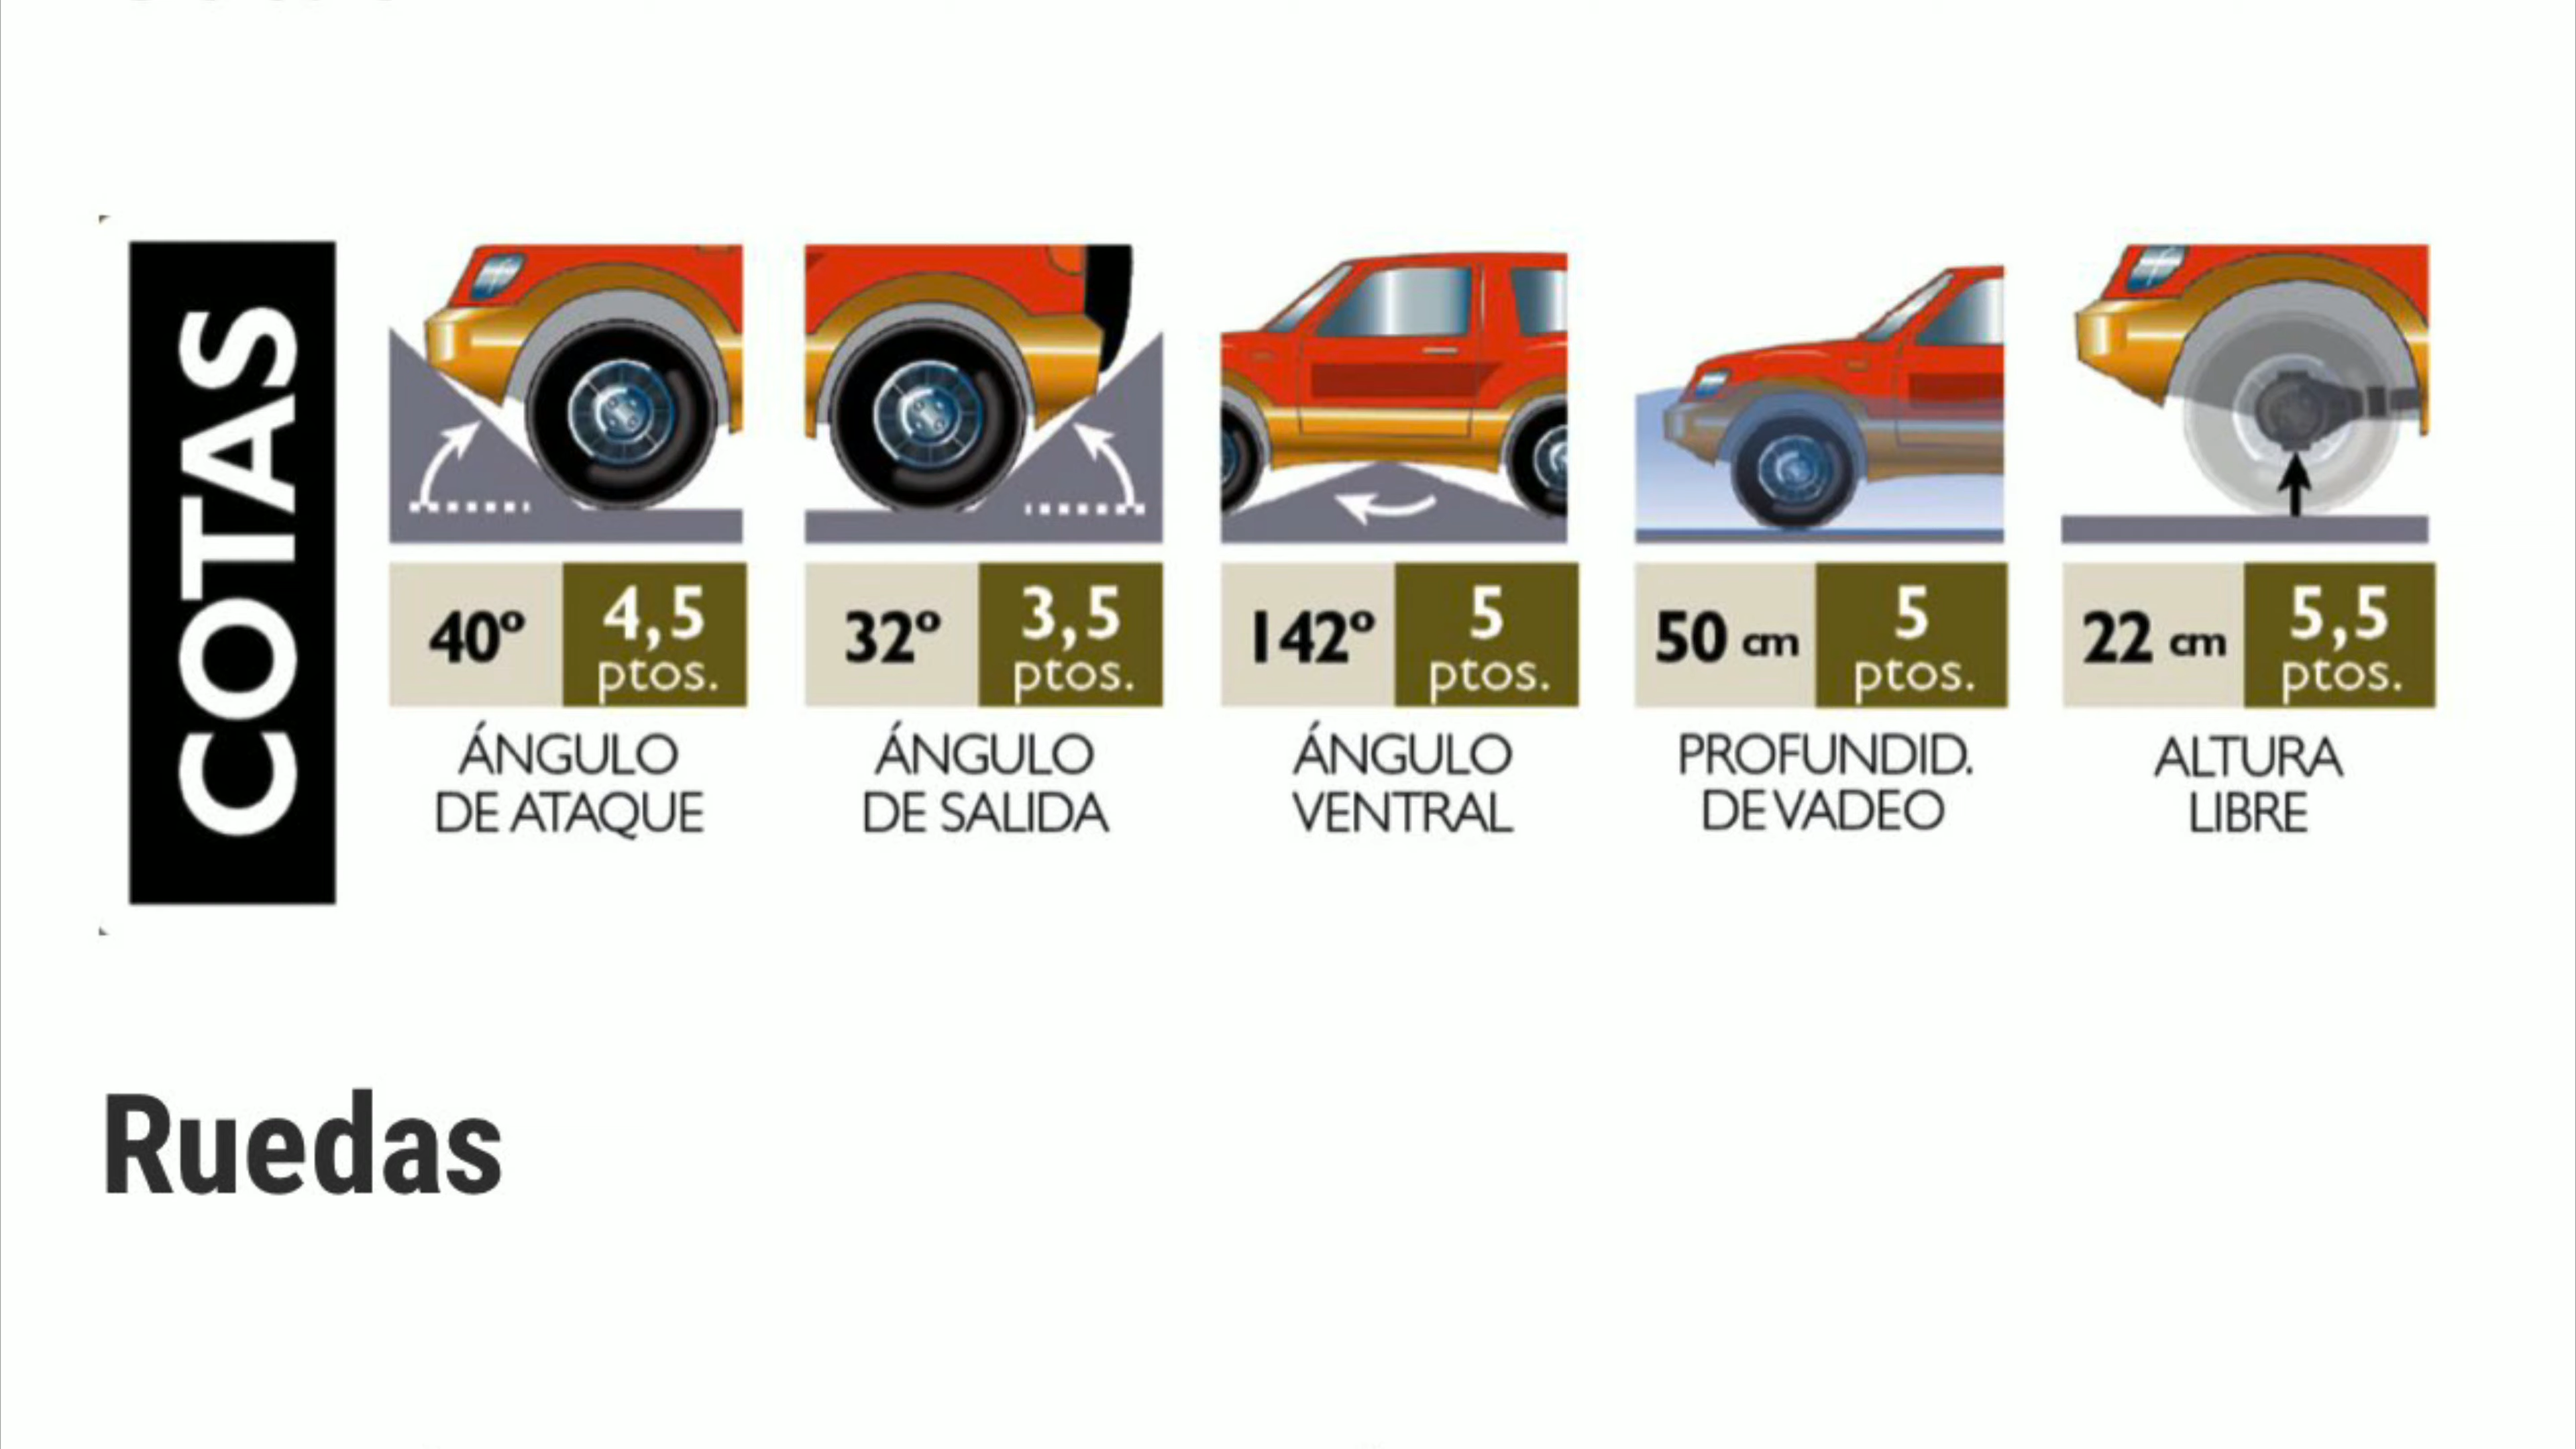 COTAS
40º
4,5
ptos.
ÁNGULO
DE ATAQUE
32º
3,5
ptos.
ÁNGULO
DE SALIDA
142º
5
ptos.
ÁNGULO
VENTRAL
50 cm
5
ptos.
PROFUNDID.
DE VADEO
22 cm
5,5
ptos.
ALTURA
LIBRE
Ruedas